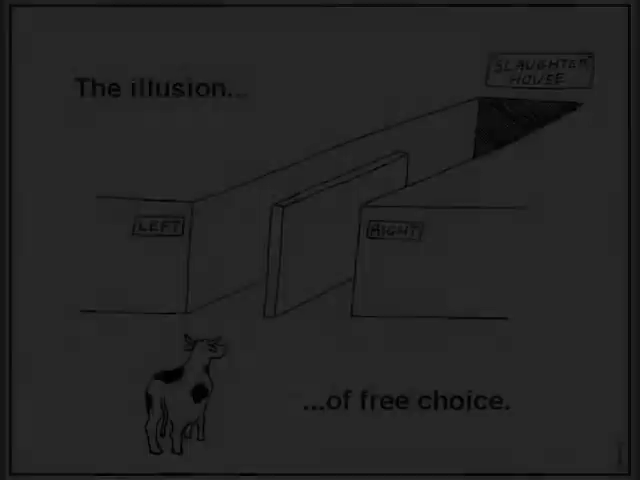 The illusion...
SLAUGHTER
HOUSE
LEFT
RIGHT
...of free choice.